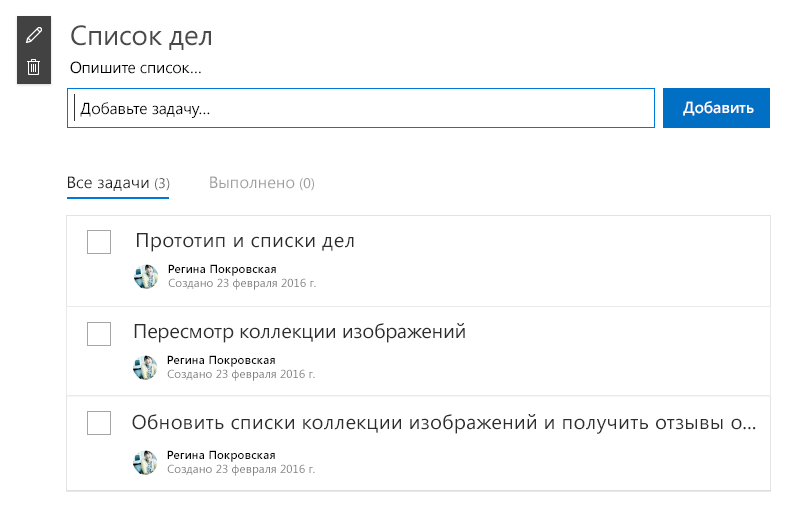 Список дел
Опишите список...
Добавьте задачу...
Добавить
Все задачи (3) Выполнено (0)
Прототип и списки дел
Регина Покровская
Создано 23 февраля 2016 г.
Пересмотр коллекции изображений
Регина Покровская
Создано 23 февраля 2016 г.
Обновить списки коллекции изображений и получить отзывы о...
Регина Покровская
Создано 23 февраля 2016 г.